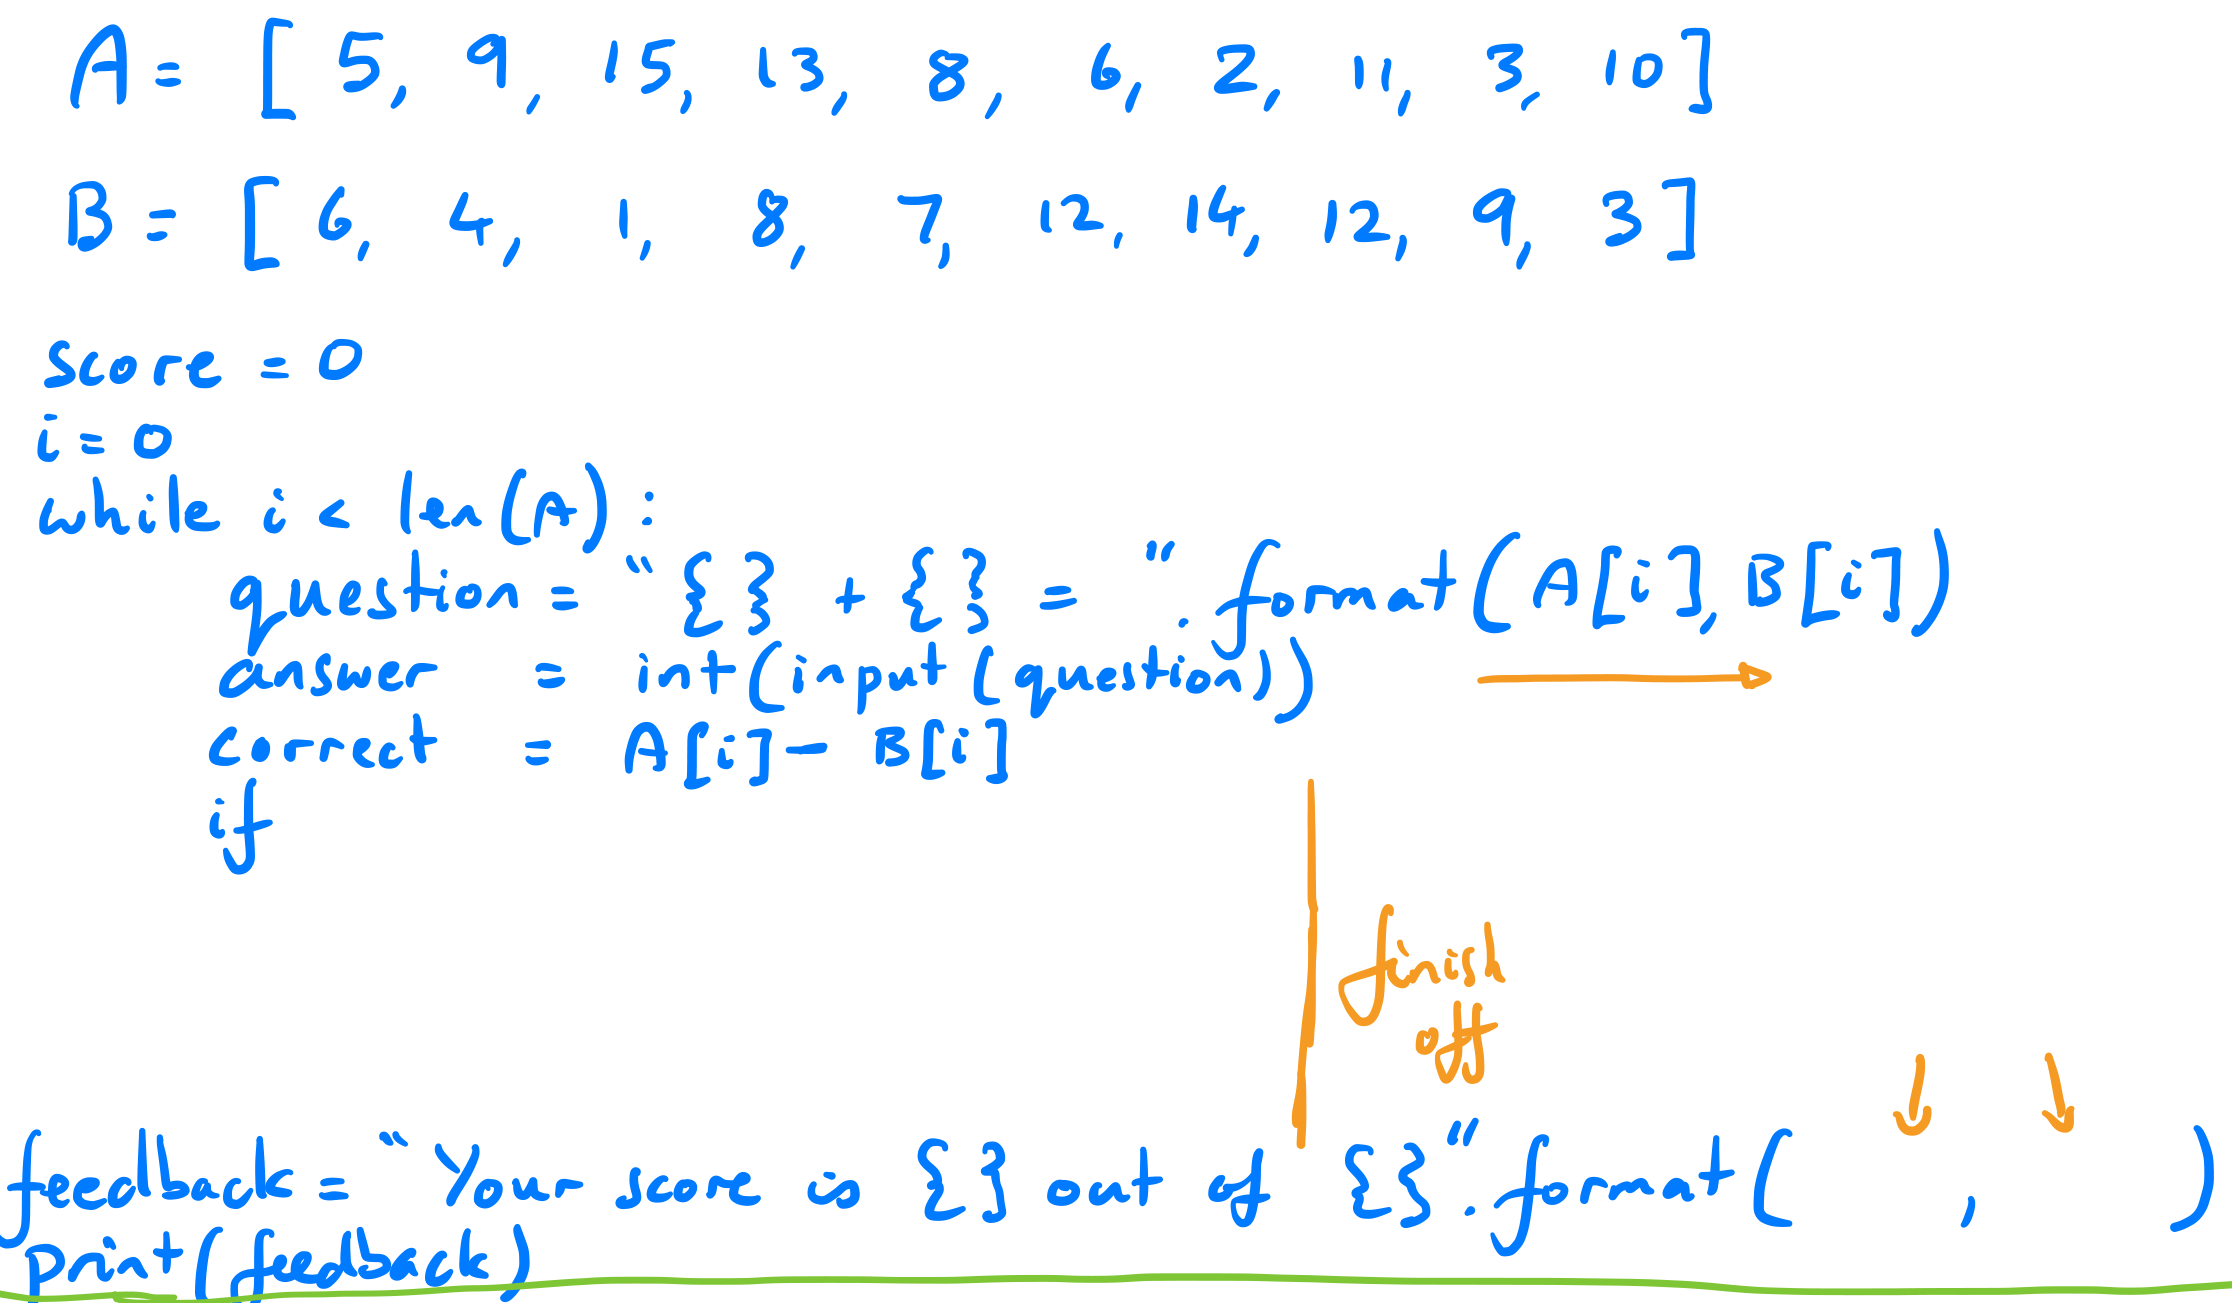 A = [ 5, 9, 15, 13, 8, 6, 2, 11, 3, 10 ]
B = [ 6, 4, 1, 8, 7, 12, 14, 12, 9, 3 ]
score = 0
i = 0
while i < len(A) :
question = "{} + {} = ".format(A[i], B[i])
answer = int(input(question))
correct = A[i] - B[i]
if
finish
off
feedback = "Your score is {} out of {}".format( , )
print(feedback)